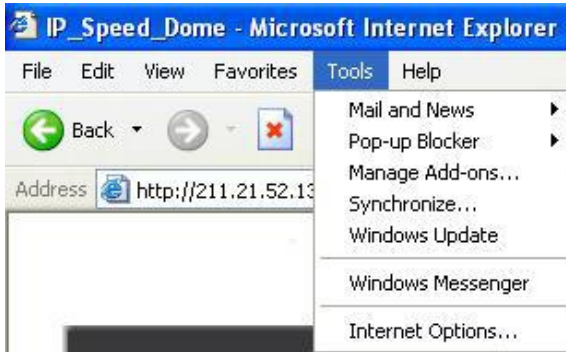 IP_Speed_Dome - Microsoft Internet Explorer
File Edit View Favorites Tools Help
Back
Address http://211.21.52.13
Mail and News
Pop-up Blocker
Manage Add-ons...
Synchronize...
Windows Update
Windows Messenger
Internet Options...